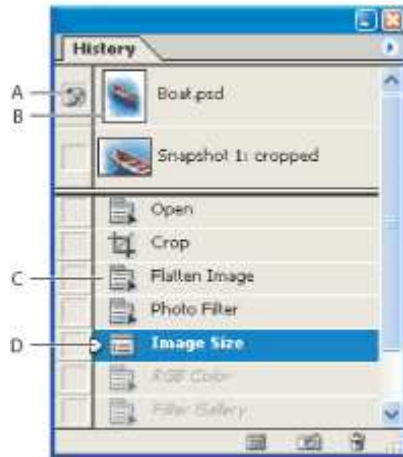 History
A
Boat.psd
B
Snapshot 1: cropped
Open
Crop
C
Flatten Image
Photo Filter
D
Image Size
RGB Color
Filter Gallery